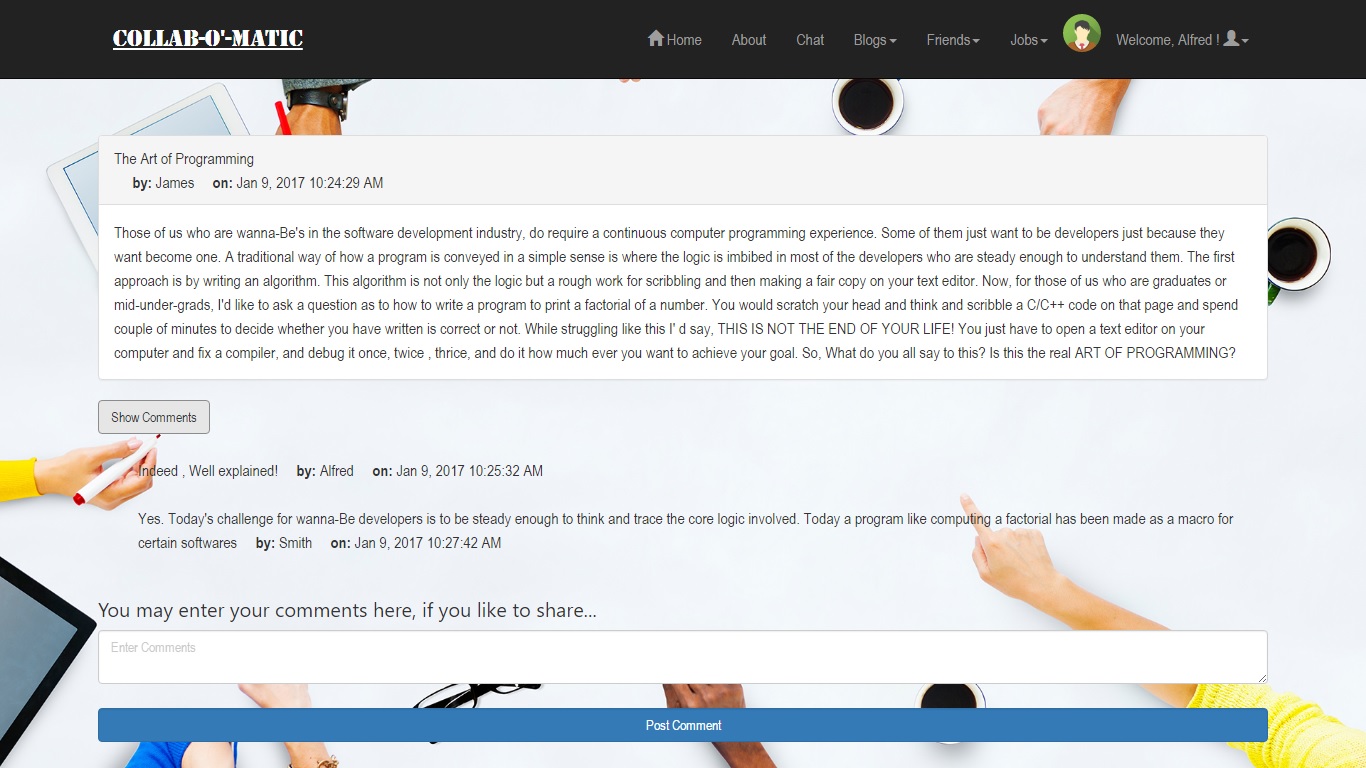 COLLAB-O'-MATIC
Home About Chat Blogs Friends Jobs Welcome, Alfred !
The Art of Programming
by: James on: Jan 9, 2017 10:24:29 AM
Those of us who are wanna-Be's in the software development industry, do require a continuous computer programming experience. Some of them just want to be developers just because they
want become one. A traditional way of how a program is conveyed in a simple sense is where the logic is imbibed in most of the developers who are steady enough to understand them. The first
approach is by writing an algorithm. This algorithm is not only the logic but a rough work for scribbling and then making a fair copy on your text editor. Now, for those of us who are graduates or
mid-under-grads, I'd like to ask a question as to how to write a program to print a factorial of a number. You would scratch your head and think and scribble a C/C++ code on that page and spend
couple of minutes to decide whether you have written is correct or not. While struggling like this I' d say, THIS IS NOT THE END OF YOUR LIFE! You just have to open a text editor on your
computer and fix a compiler, and debug it once, twice , thrice, and do it how much ever you want to achieve your goal. So, What do you all say to this? Is this the real ART OF PROGRAMMING?
Show Comments
Indeed , Well explained! by: Alfred on: Jan 9, 2017 10:25:32 AM
Yes. Today's challenge for wanna-Be developers is to be steady enough to think and trace the core logic involved. Today a program like computing a factorial has been made as a macro for
certain softwares by: Smith on: Jan 9, 2017 10:27:42 AM
You may enter your comments here, if you like to share...
Enter Comments
Post Comment